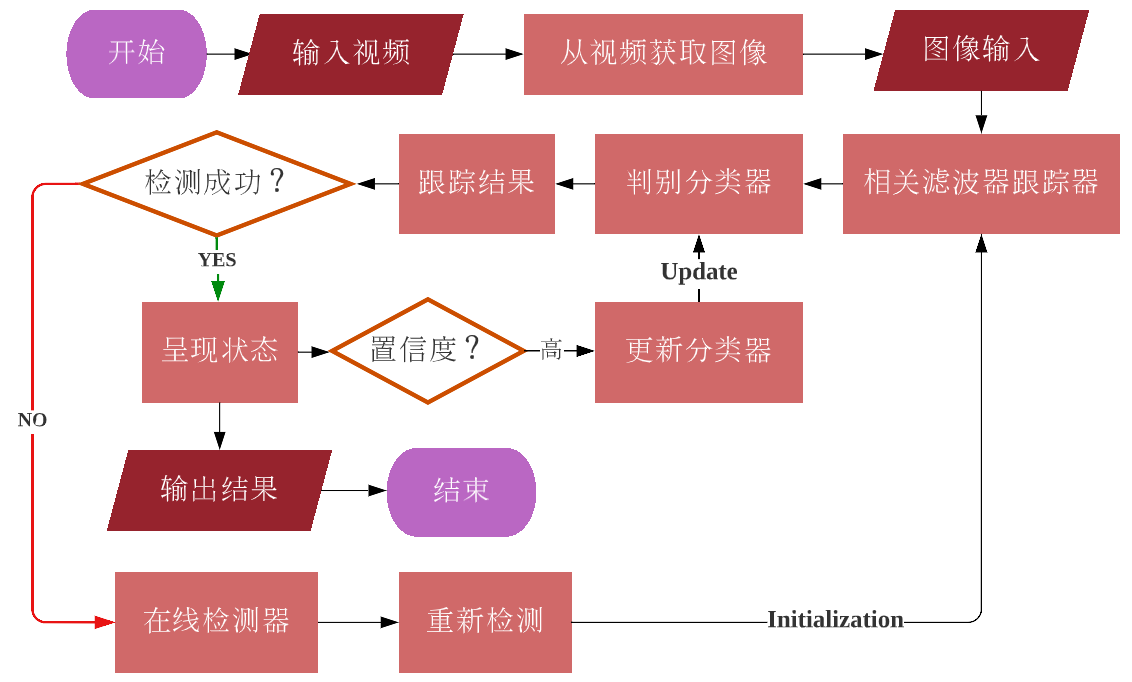 开始
输入视频
从视频获取图像
图像输入
检测成功？
跟踪结果
判别分类器
相关滤波器跟踪器
YES
Update
呈现状态
置信度？
高
更新分类器
NO
输出结果
结束
在线检测器
重新检测
Initialization